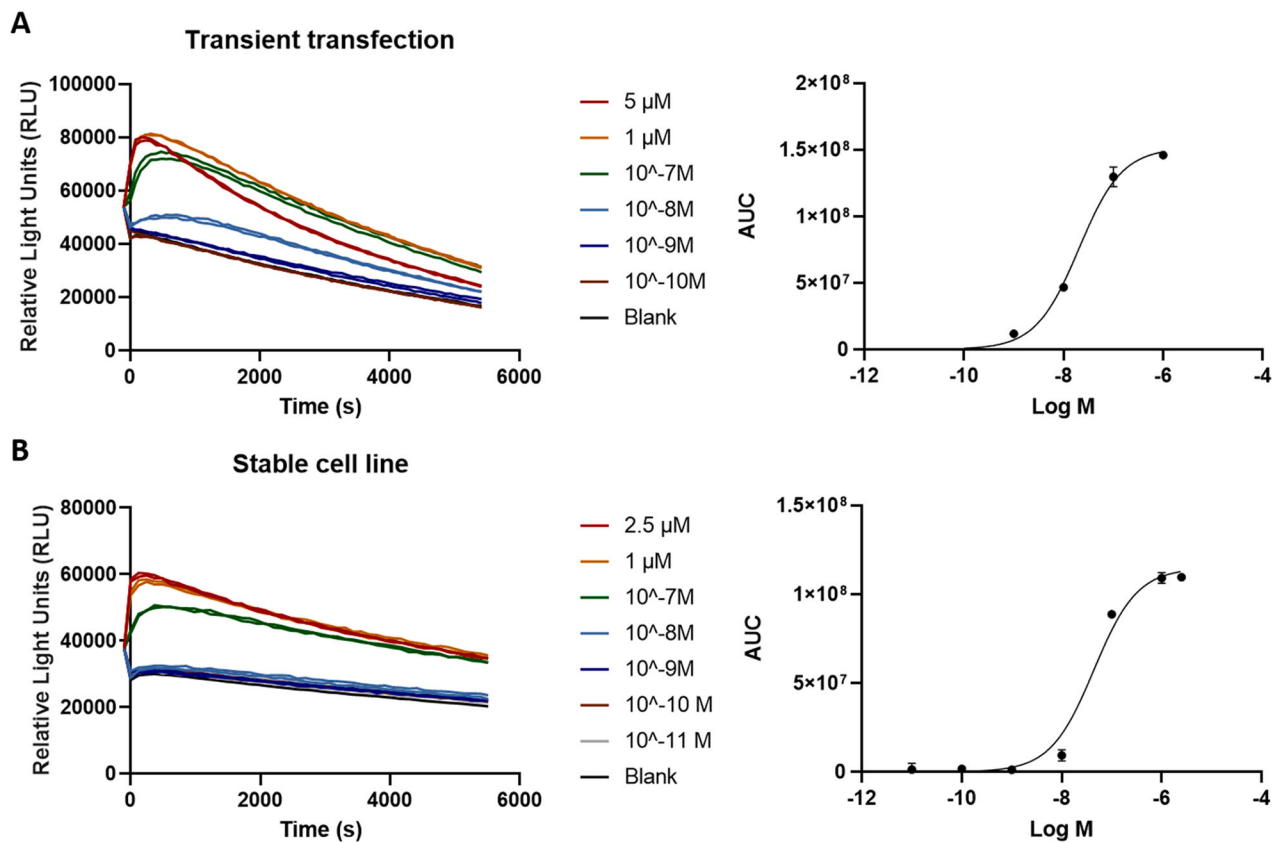 A
Transient transfection
Relative Light Units (RLU)
100000
80000
60000
40000
20000
0
0 2000 4000 6000
Time (s)
5 µM
1 µM
10^-7M
10^-8M
10^-9M
10^-10M
Blank
AUC
2×10⁸
1.5×10⁸
1×10⁸
5×10⁷
0
-12 -10 -8 -6 -4
Log M
B
Stable cell line
Relative Light Units (RLU)
80000
60000
40000
20000
0
0 2000 4000 6000
Time (s)
2.5 µM
1 µM
10^-7M
10^-8M
10^-9M
10^-10 M
10^-11 M
Blank
AUC
1.5×10⁸
1×10⁸
5×10⁷
0
-12 -10 -8 -6 -4
Log M